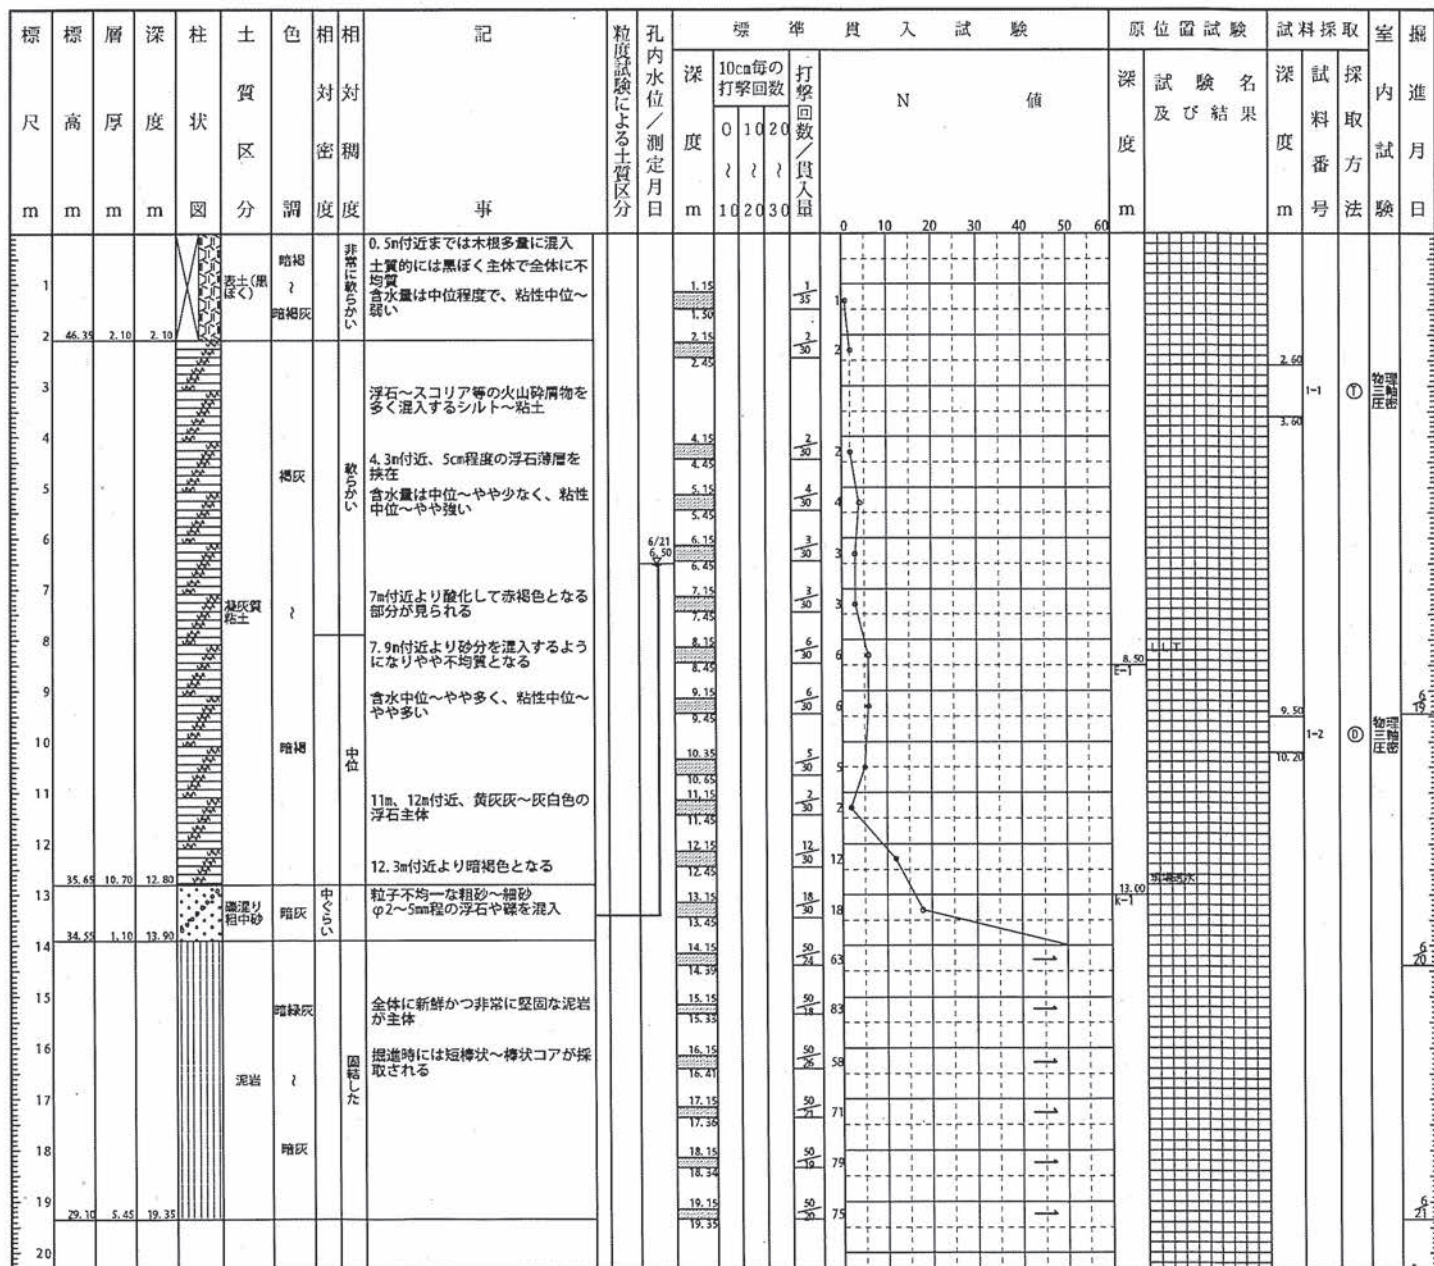 標尺 m
標高 m
層厚 m
深度 m
柱状図
土質区分
色調
相対密度
相対稠度
記事
粒度試験による土質区分
孔内水位/測定月日
標準貫入試験
深度 m
10cm毎の打撃回数
0 ~ 10
10 ~ 20
20 ~ 30
打撃回数/貫入量
N 値
0 10 20 30 40 50 60
原位置試験
深度 m
試験名及び結果
試料採取
深度 m
試料番号
採取方法
室内試験
掘進月日
1
2
3
4
5
6
7
8
9
10
11
12
13
14
15
16
17
18
19
20
46.35 2.10 2.10
35.65 10.70 12.80
34.55 1.10 13.90
29.10 5.45 19.35
表土(黒ぼく)
凝灰質粘土
礫混り粗中砂
泥岩
暗褐
~
暗褐灰
褐灰
~
暗褐
暗灰
暗緑灰
~
暗灰
中ぐらい
非常に軟らかい
軟らかい
中位
固結した
0.5m付近までは木根多量に混入
土質的には黒ぼく主体で全体に不
均質
含水量は中位程度で、粘性中位~
弱い
浮石~スコリア等の火山砕屑物を
多く混入するシルト~粘土
4.3m付近、5cm程度の浮石薄層を
挟在
含水量は中位~やや少なく、粘性
中位~やや強い
7m付近より酸化して赤褐色となる
部分が見られる
7.9m付近より砂分を混入するよう
になりやや不均質となる
含水中位~やや多く、粘性中位~
やや多い
11m、12m付近、黄灰灰~灰白色の
浮石主体
12.3m付近より暗褐色となる
粒子不均一な粗砂~細砂
φ2~5mm程の浮石や礫を混入
全体に新鮮かつ非常に堅固な泥岩
が主体
掘進時には短棒状~棒状コアが採
取される
6/21
6.50
1.15
1.50
2.15
2.45
4.15
4.45
5.15
5.45
6.15
6.45
7.15
7.45
8.15
8.45
9.15
9.45
10.35
10.65
11.15
11.45
12.15
12.45
13.15
13.45
14.15
14.39
15.15
15.33
16.15
16.41
17.15
17.36
18.15
18.34
19.15
19.35
1/35 1
2/30 2
2/30 2
4/30 4
3/30 3
3/30 3
6/30 6
6/30 6
5/30 5
2/30 2
12/30 12
18/30 18
50/24 63
50/18 83
50/26 58
50/21 71
50/19 79
50/20 75
8.50
E-1
LLT
13.00
k-1
2.60
3.60
1-1
Ⓣ
物理
三軸
圧密
9.50
10.20
1-2
Ⓓ
物理
三軸
圧密
6/19
6/20
6/21